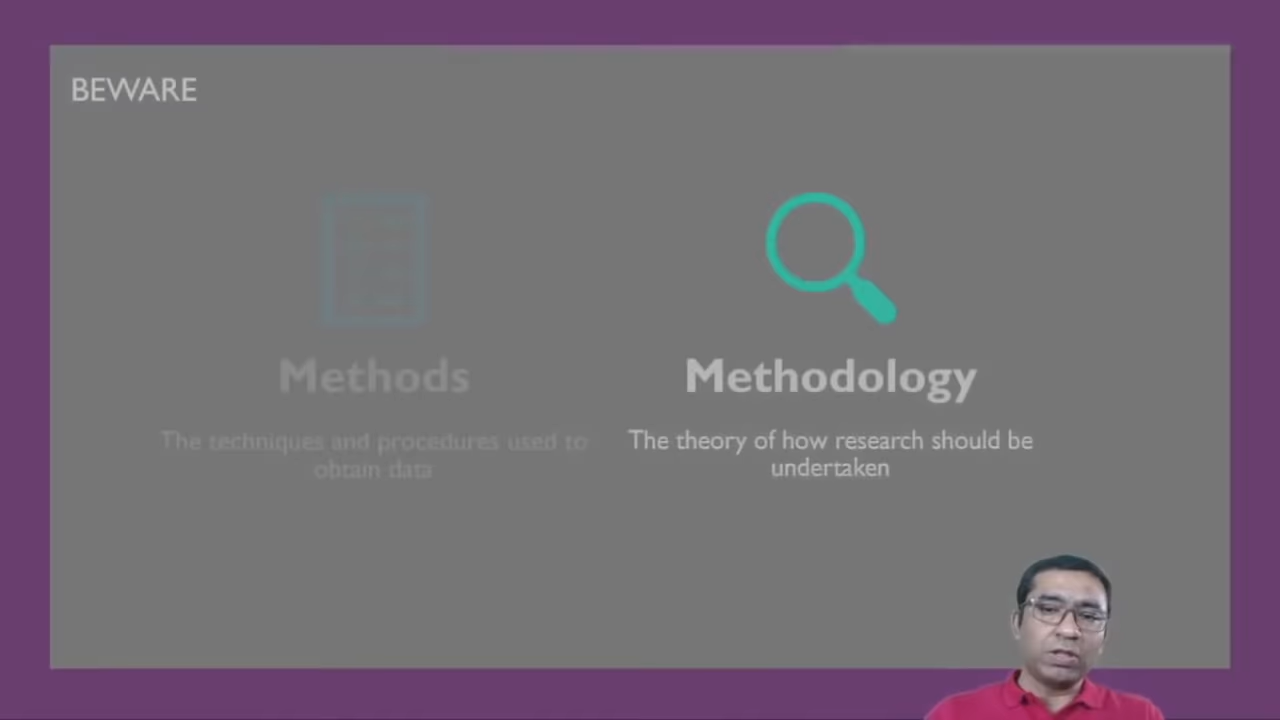 BEWARE
Methods
Methodology
The techniques and procedures used to
obtain data
The theory of how research should be
undertaken